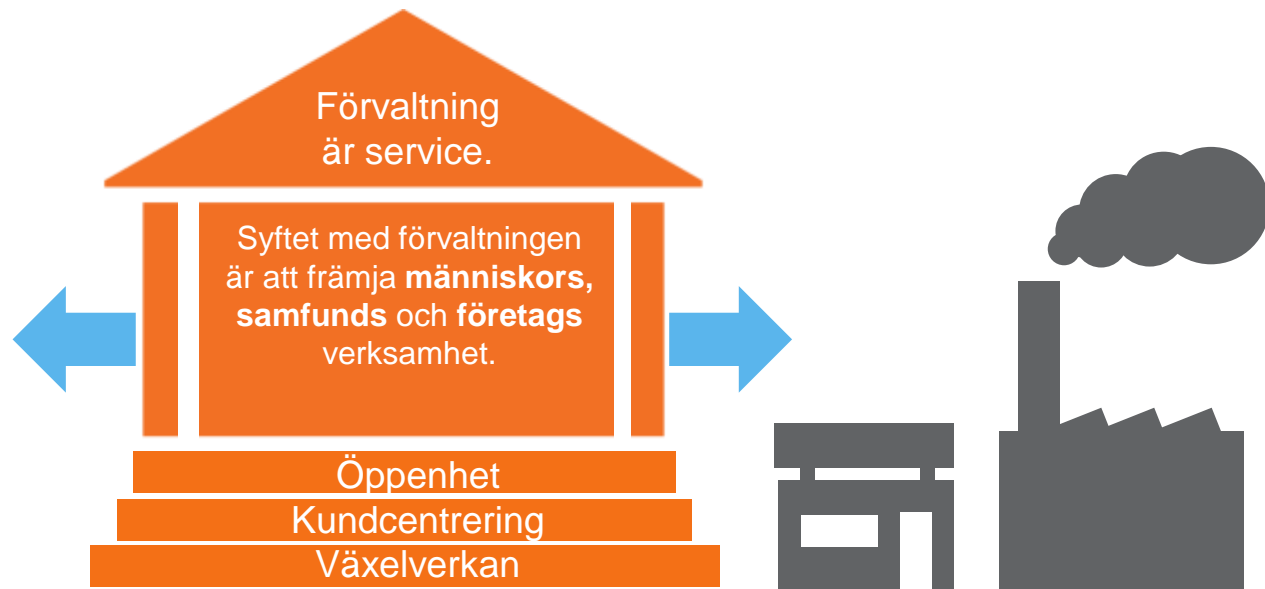 Förvaltning
är service.
Syftet med förvaltningen
är att främja människors,
samfunds och företags
verksamhet.
Öppenhet
Kundcentrering
Växelverkan